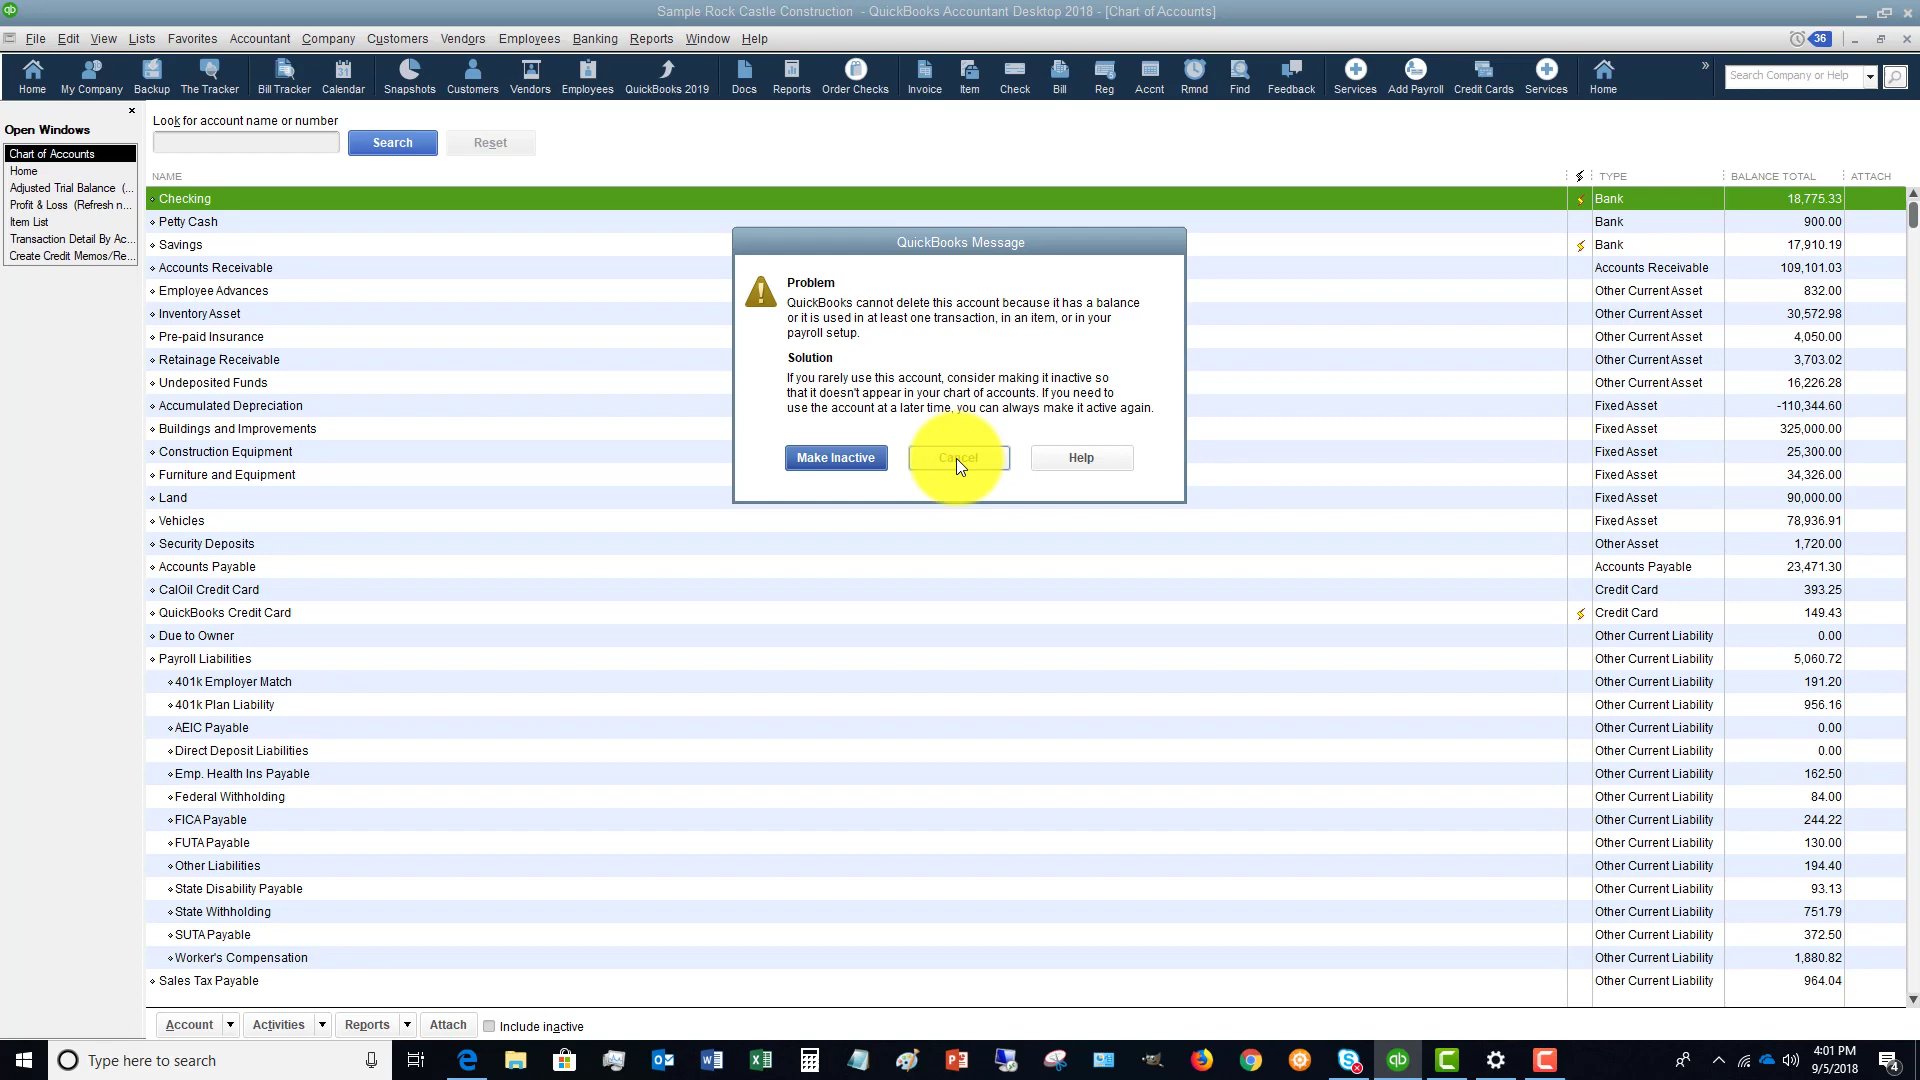 Sample Rock Castle Construction - QuickBooks Accountant Desktop 2018 - [Chart of Accounts]
File Edit View Lists Favorites Accountant Company Customers Vendors Employees Banking Reports Window Help 36
Home My Company Backup The Tracker Bill Tracker Calendar Snapshots Customers Vendors Employees QuickBooks 2019 Docs Reports Order Checks Invoice Item Check Bill Reg Accnt Rmnd Find Feedback Services Add Payroll Credit Cards Services Home » Search Company or Help
Open Windows
Chart of Accounts
Home
Adjusted Trial Balance (...
Profit & Loss (Refresh n...
Item List
Transaction Detail By Ac...
Create Credit Memos/Re...
Look for account name or number
Search Reset
NAME TYPE BALANCE TOTAL ATTACH
Checking Bank 18,775.33
Petty Cash Bank 900.00
Savings Bank 17,910.19
Accounts Receivable Accounts Receivable 109,101.03
Employee Advances Other Current Asset 832.00
Inventory Asset Other Current Asset 30,572.98
Pre-paid Insurance Other Current Asset 4,050.00
Retainage Receivable Other Current Asset 3,703.02
Undeposited Funds Other Current Asset 16,226.28
Accumulated Depreciation Fixed Asset -110,344.60
Buildings and Improvements Fixed Asset 325,000.00
Construction Equipment Fixed Asset 25,300.00
Furniture and Equipment Fixed Asset 34,326.00
Land Fixed Asset 90,000.00
Vehicles Fixed Asset 78,936.91
Security Deposits Other Asset 1,720.00
Accounts Payable Accounts Payable 23,471.30
CalOil Credit Card Credit Card 393.25
QuickBooks Credit Card Credit Card 149.43
Due to Owner Other Current Liability 0.00
Payroll Liabilities Other Current Liability 5,060.72
401k Employer Match Other Current Liability 191.20
401k Plan Liability Other Current Liability 956.16
AEIC Payable Other Current Liability 0.00
Direct Deposit Liabilities Other Current Liability 0.00
Emp. Health Ins Payable Other Current Liability 162.50
Federal Withholding Other Current Liability 84.00
FICA Payable Other Current Liability 244.22
FUTA Payable Other Current Liability 130.00
Other Liabilities Other Current Liability 194.40
State Disability Payable Other Current Liability 93.13
State Withholding Other Current Liability 751.79
SUTA Payable Other Current Liability 372.50
Worker's Compensation Other Current Liability 1,880.82
Sales Tax Payable Other Current Liability 964.04
QuickBooks Message
Problem
QuickBooks cannot delete this account because it has a balance
or it is used in at least one transaction, in an item, or in your
payroll setup.
Solution
If you rarely use this account, consider making it inactive so
that it doesn't appear in your chart of accounts. If you need to
use the account at a later time, you can always make it active again.
Make Inactive Cancel Help
Account Activities Reports Attach Include inactive
Type here to search
4:01 PM
9/5/2018
4